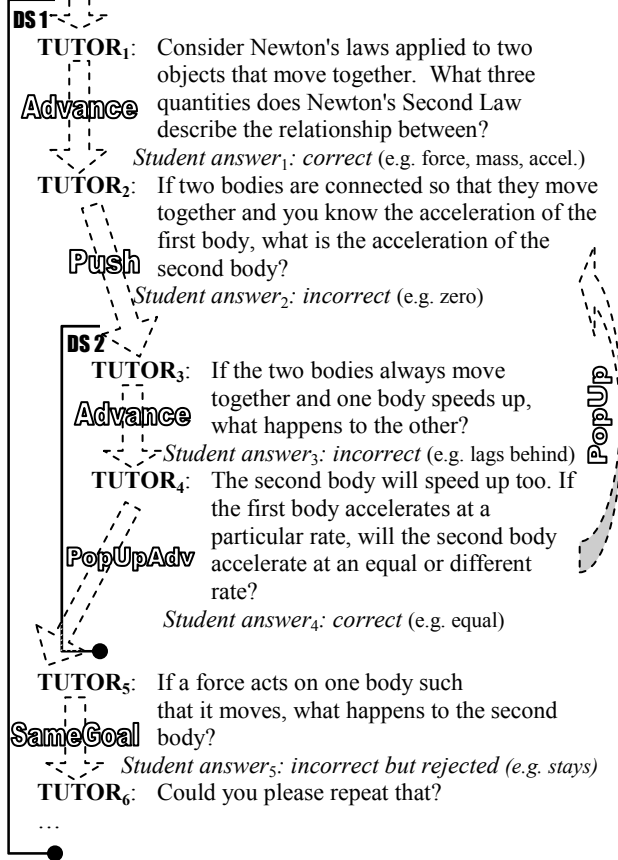 DS 1
TUTOR₁: Consider Newton's laws applied to two
objects that move together. What three
Advance quantities does Newton's Second Law
describe the relationship between?
Student answer₁: correct (e.g. force, mass, accel.)
TUTOR₂: If two bodies are connected so that they move
together and you know the acceleration of the
first body, what is the acceleration of the
Push second body?
Student answer₂: incorrect (e.g. zero)
DS 2
TUTOR₃: If the two bodies always move
together and one body speeds up,
Advance what happens to the other?
PopUp
Student answer₃: incorrect (e.g. lags behind)
TUTOR₄: The second body will speed up too. If
the first body accelerates at a
particular rate, will the second body
PopUpAdv accelerate at an equal or different
rate?
Student answer₄: correct (e.g. equal)
TUTOR₅: If a force acts on one body such
that it moves, what happens to the second
SameGoal body?
Student answer₅: incorrect but rejected (e.g. stays)
TUTOR₆: Could you please repeat that?
…